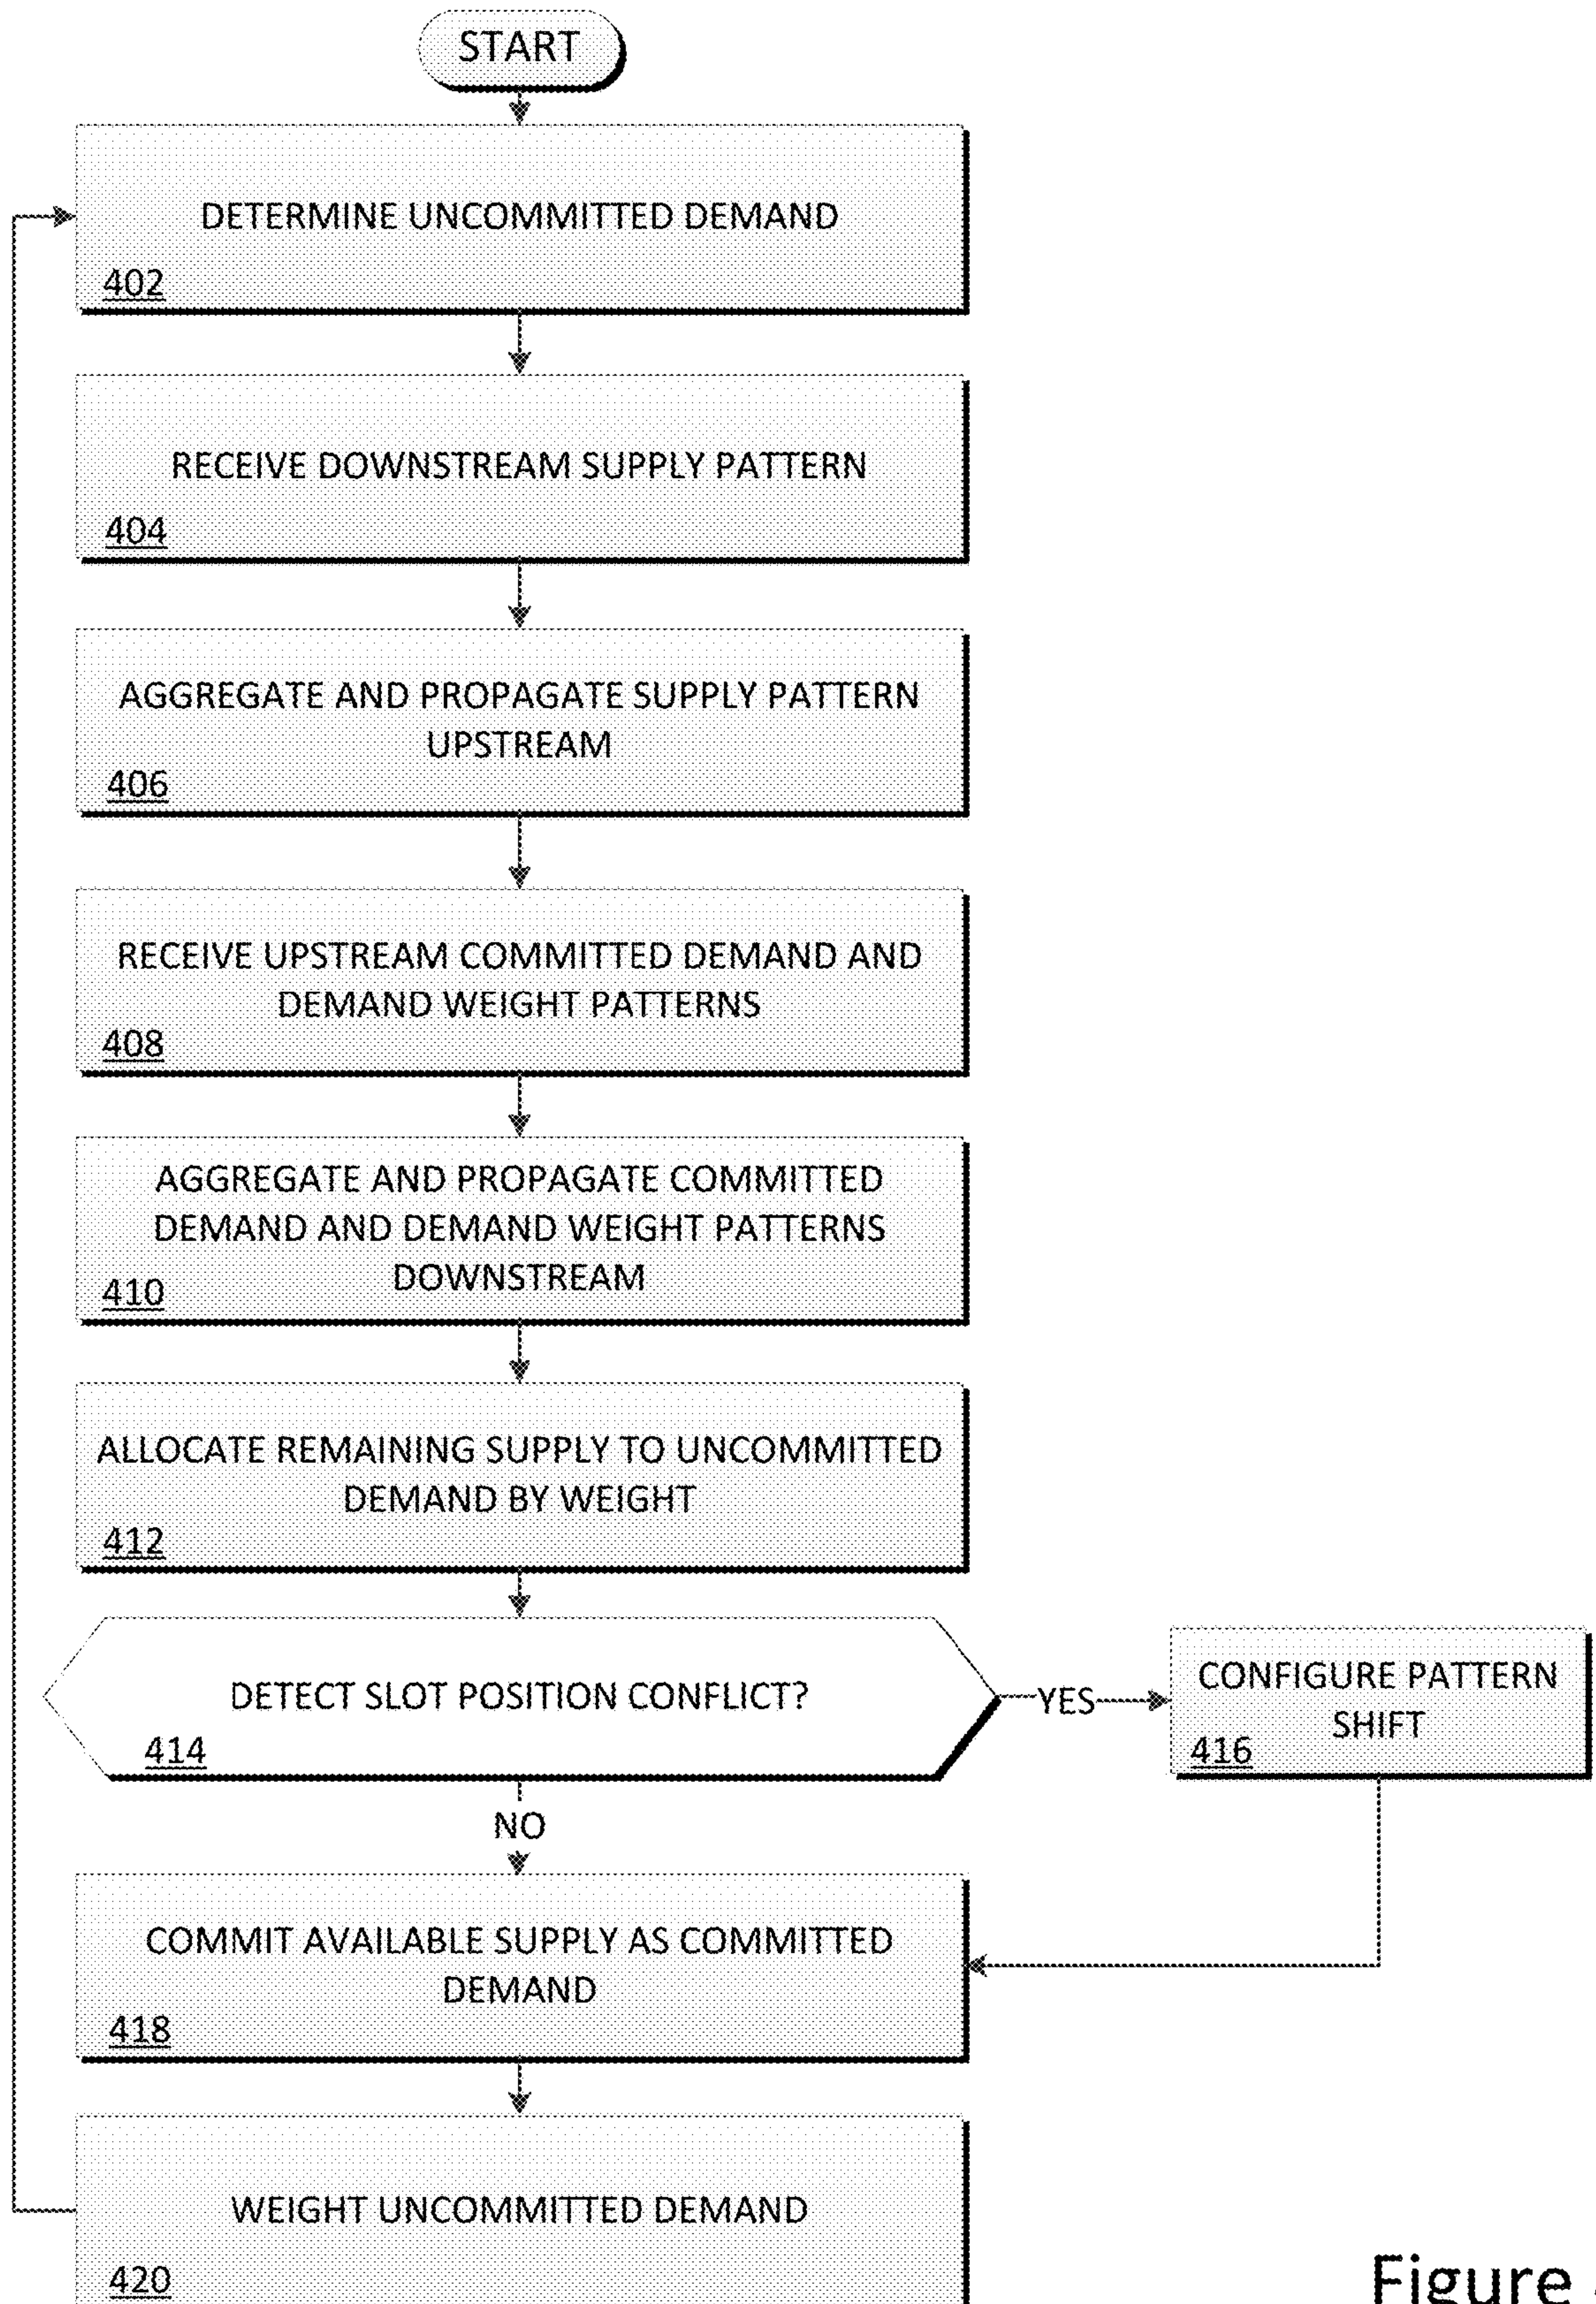 START
DETERMINE UNCOMMITTED DEMAND
402
RECEIVE DOWNSTREAM SUPPLY PATTERN
404
AGGREGATE AND PROPAGATE SUPPLY PATTERN
UPSTREAM
406
RECEIVE UPSTREAM COMMITTED DEMAND AND
DEMAND WEIGHT PATTERNS
408
AGGREGATE AND PROPAGATE COMMITTED
DEMAND AND DEMAND WEIGHT PATTERNS
DOWNSTREAM
410
ALLOCATE REMAINING SUPPLY TO UNCOMMITTED
DEMAND BY WEIGHT
412
DETECT SLOT POSITION CONFLICT?
414
YES
CONFIGURE PATTERN
SHIFT
416
NO
COMMIT AVAILABLE SUPPLY AS COMMITTED
DEMAND
418
WEIGHT UNCOMMITTED DEMAND
420
Figure